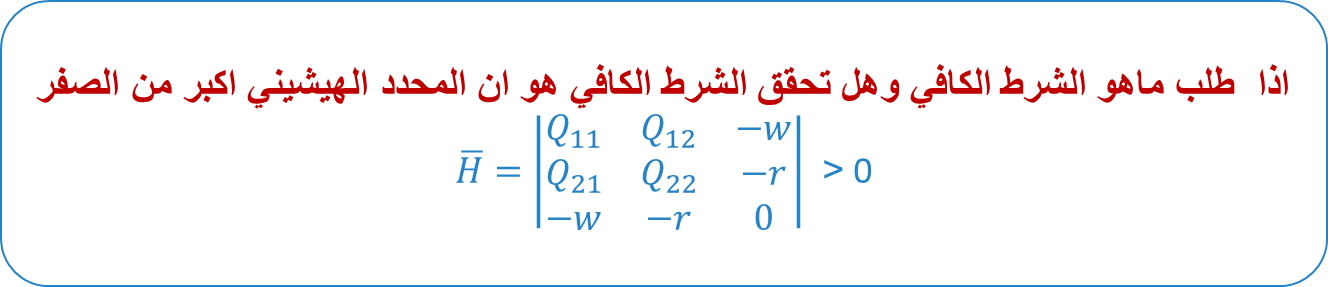 اذا طلب ماهو الشرط الكافي وهل تحقق الشرط الكافي هو ان المحدد الهيشيني اكبر من الصفر
Q₁₁ Q₁₂ −w
H̅ = | Q₂₁ Q₂₂ −r | > 0
−w −r 0